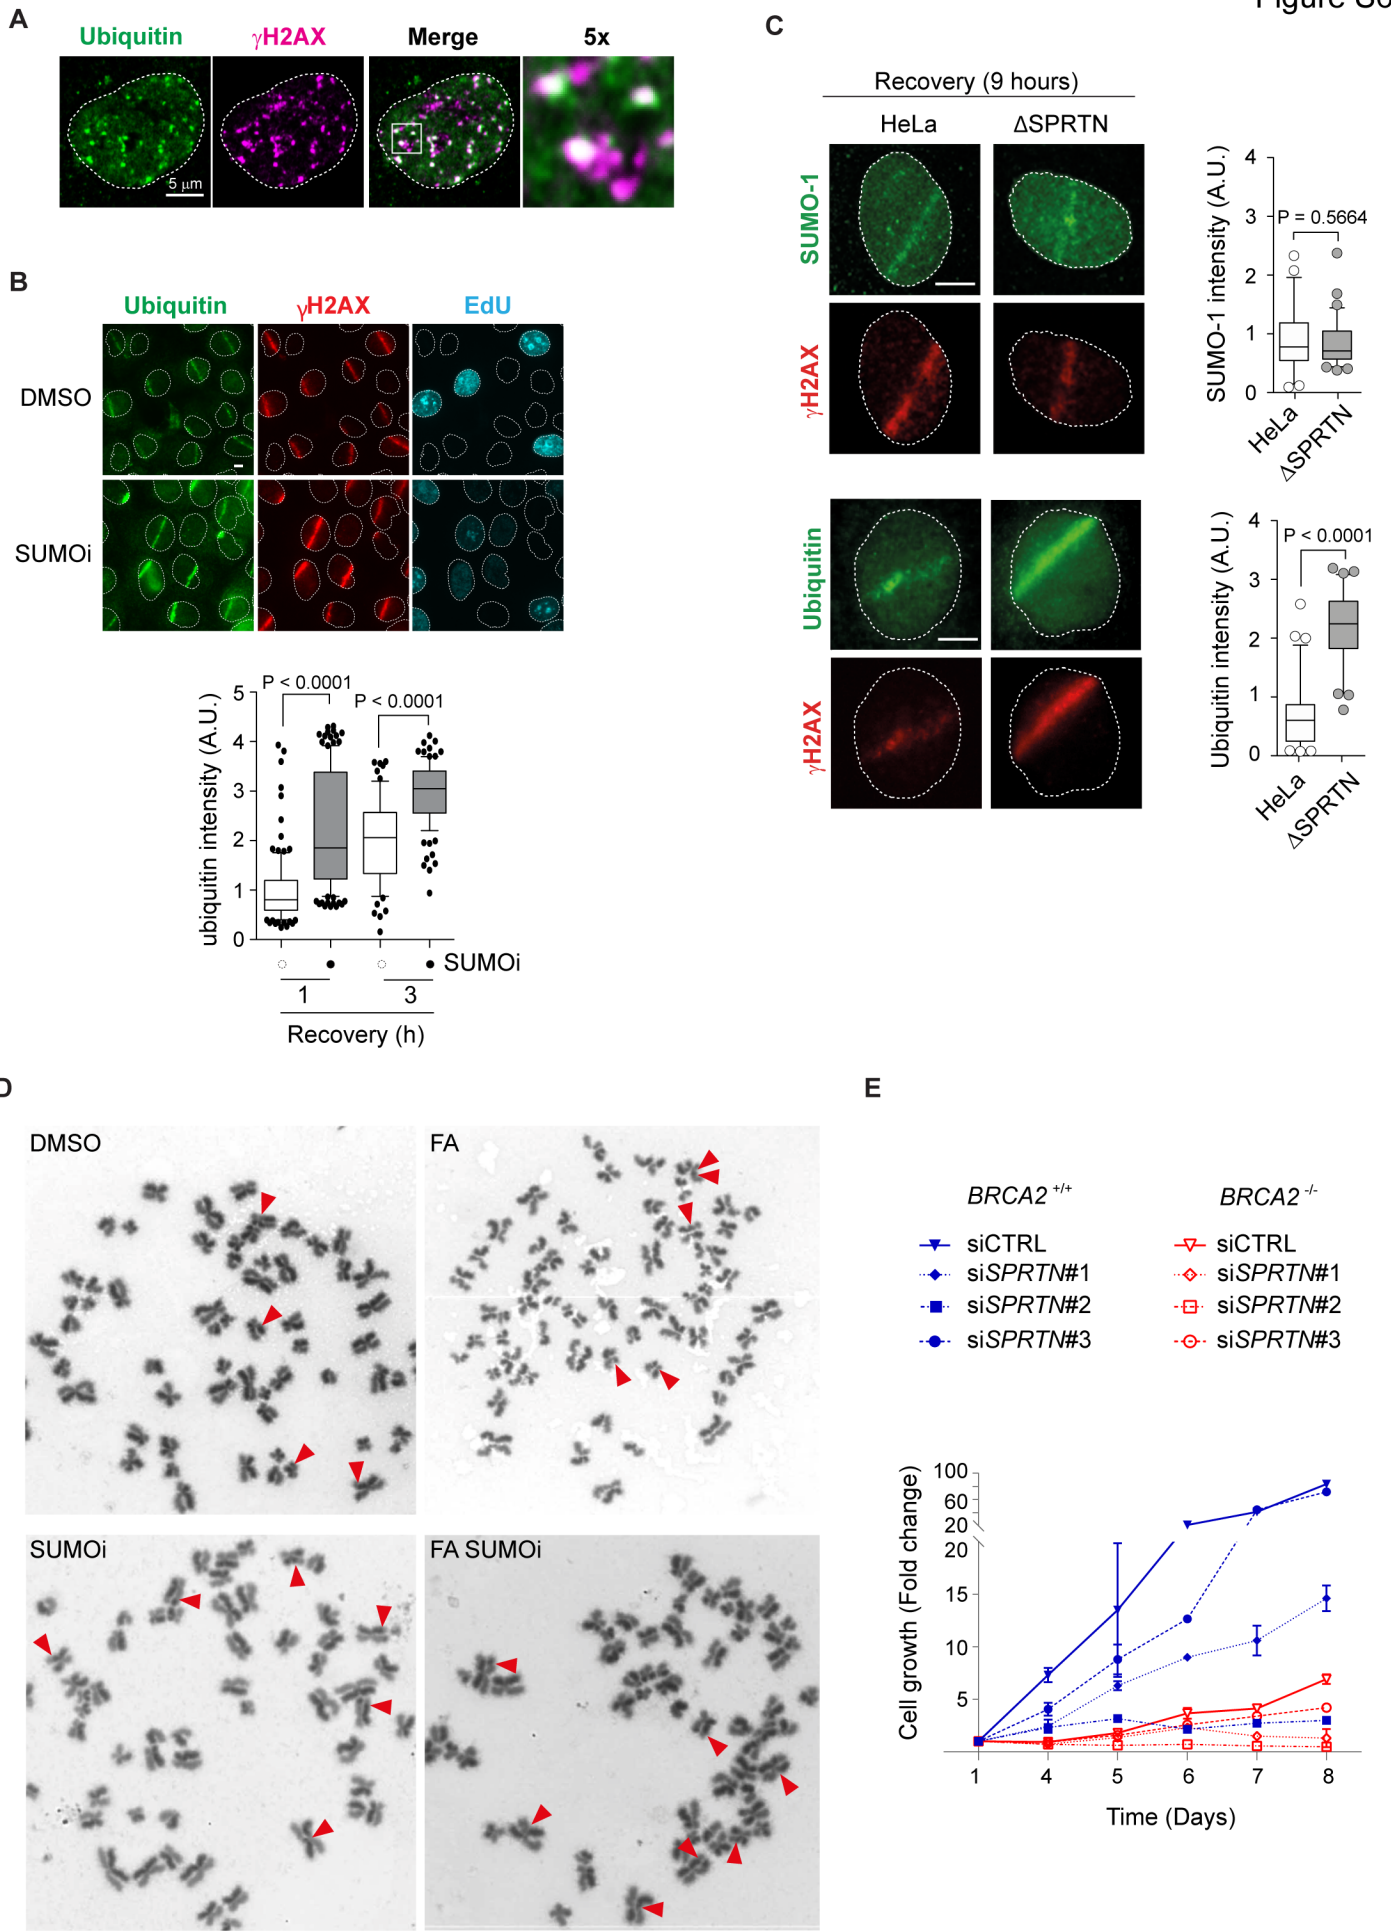 Figure S6
A
Ubiquitin γH2AX Merge 5x
5 μm
B
Ubiquitin γH2AX EdU
DMSO
SUMOi
ubiquitin intensity (A.U.)
5
4
3
2
1
0
P < 0.0001
P < 0.0001
SUMOi
1 3
Recovery (h)
C
Recovery (9 hours)
HeLa ΔSPRTN
SUMO-1
γH2AX
SUMO-1 intensity (A.U.)
4
3
2
1
0
P = 0.5664
HeLa
ΔSPRTN
Ubiquitin
γH2AX
Ubiquitin intensity (A.U.)
4
3
2
1
0
P < 0.0001
HeLa
ΔSPRTN
D
DMSO
FA
SUMOi
FA SUMOi
E
BRCA2 +/+ BRCA2 -/-
siCTRL siCTRL
siSPRTN#1 siSPRTN#1
siSPRTN#2 siSPRTN#2
siSPRTN#3 siSPRTN#3
Cell growth (Fold change)
100
60
20
20
15
10
5
1 4 5 6 7 8
Time (Days)